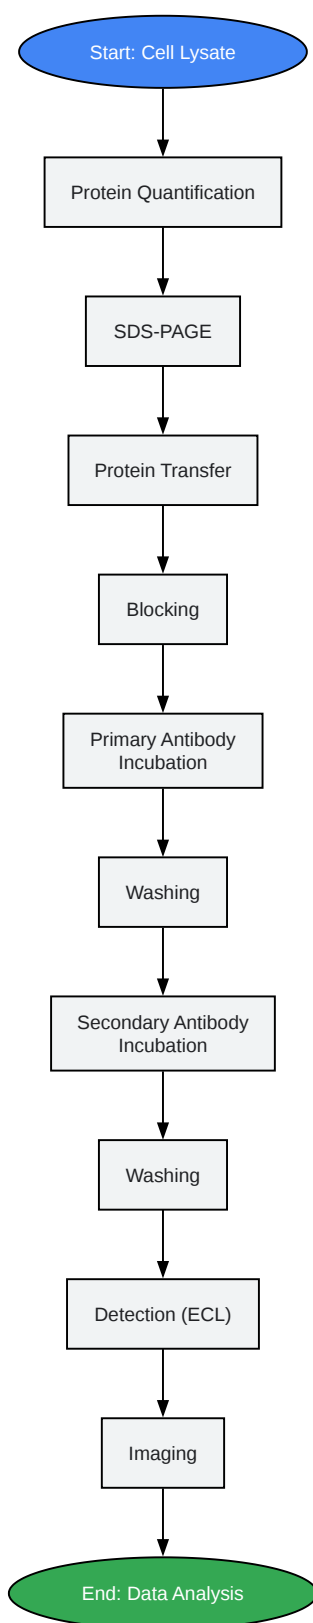 Start: Cell Lysate
Protein Quantification
SDS-PAGE
Protein Transfer
Blocking
Primary Antibody
Incubation
Washing
Secondary Antibody
Incubation
Washing
Detection (ECL)
Imaging
End: Data Analysis